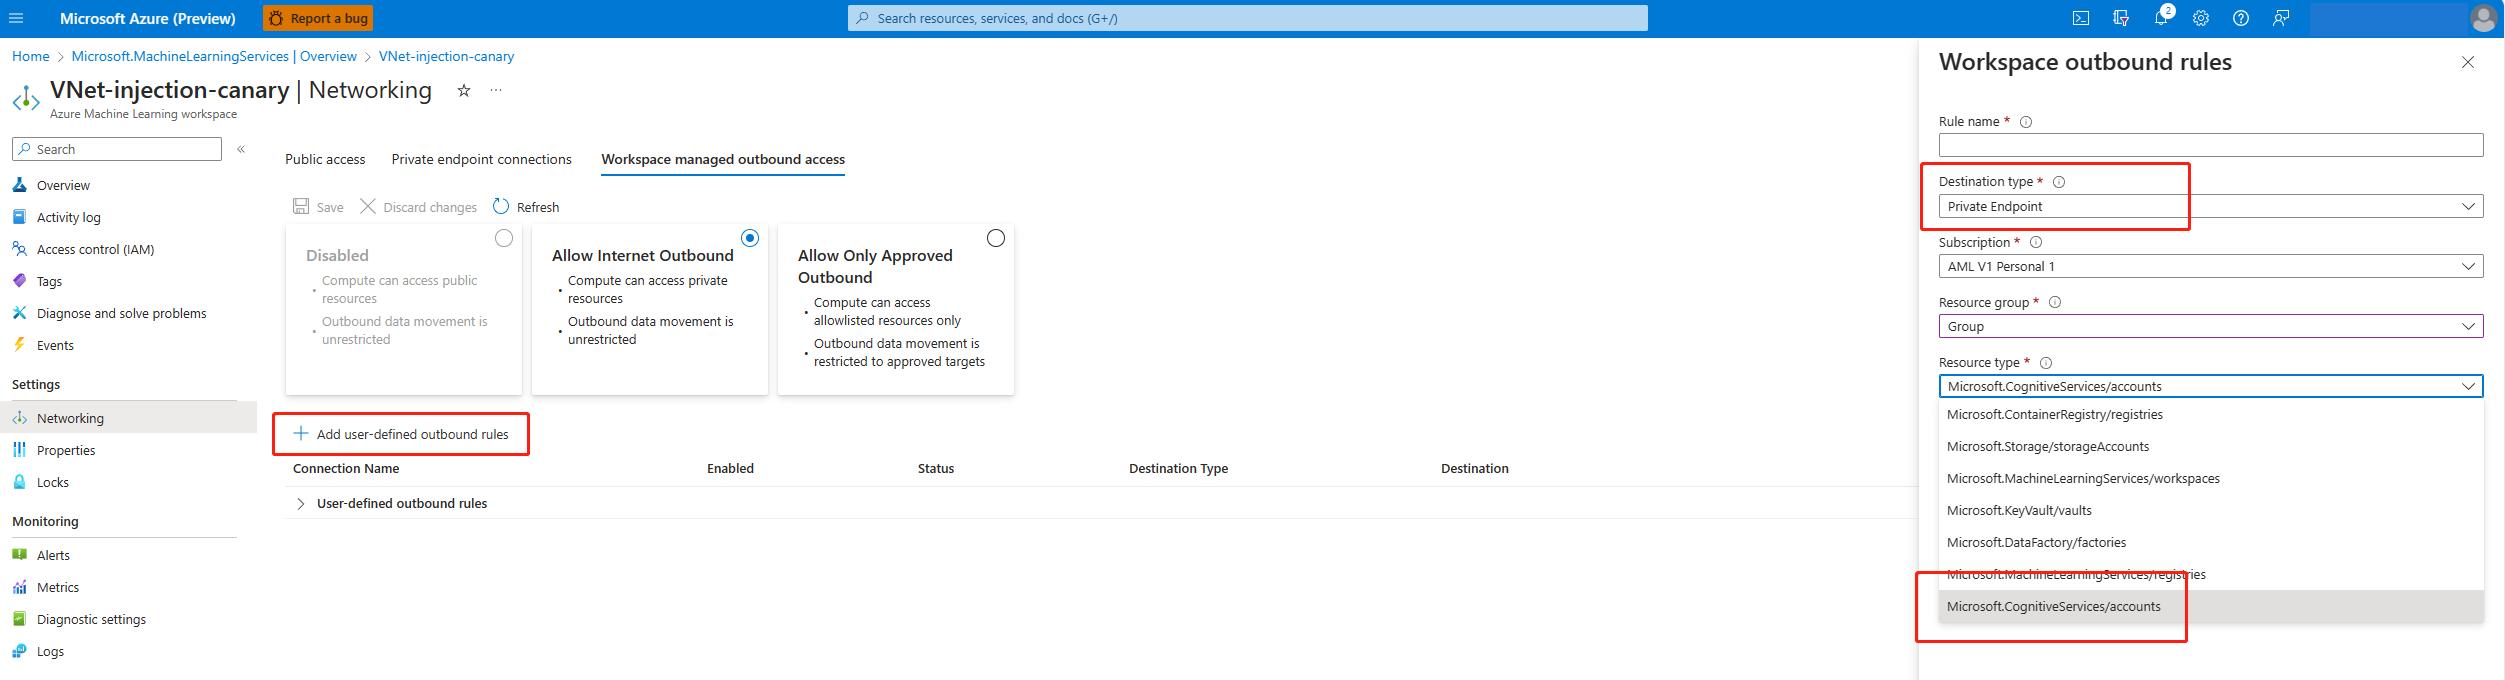 Microsoft Azure (Preview)
Report a bug
Search resources, services, and docs (G+/)
2
Home > Microsoft.MachineLearningServices | Overview > VNet-injection-canary
VNet-injection-canary | Networking
Azure Machine Learning workspace
Search
Overview
Activity log
Access control (IAM)
Tags
Diagnose and solve problems
Events
Settings
Networking
Properties
Locks
Monitoring
Alerts
Metrics
Diagnostic settings
Logs
Public access
Private endpoint connections
Workspace managed outbound access
Save
Discard changes
Refresh
Disabled
• Compute can access public
resources
• Outbound data movement is
unrestricted
Allow Internet Outbound
• Compute can access private
resources
• Outbound data movement is
unrestricted
Allow Only Approved
Outbound
• Compute can access
allowlisted resources only
• Outbound data movement is
restricted to approved targets
Add user-defined outbound rules
Connection Name
Enabled
Status
Destination Type
Destination
User-defined outbound rules
Workspace outbound rules
Rule name *
Destination type *
Private Endpoint
Subscription *
AML V1 Personal 1
Resource group *
Group
Resource type *
Microsoft.CognitiveServices/accounts
Microsoft.ContainerRegistry/registries
Microsoft.Storage/storageAccounts
Microsoft.MachineLearningServices/workspaces
Microsoft.KeyVault/vaults
Microsoft.DataFactory/factories
Microsoft.MachineLearningServices/registries
Microsoft.CognitiveServices/accounts